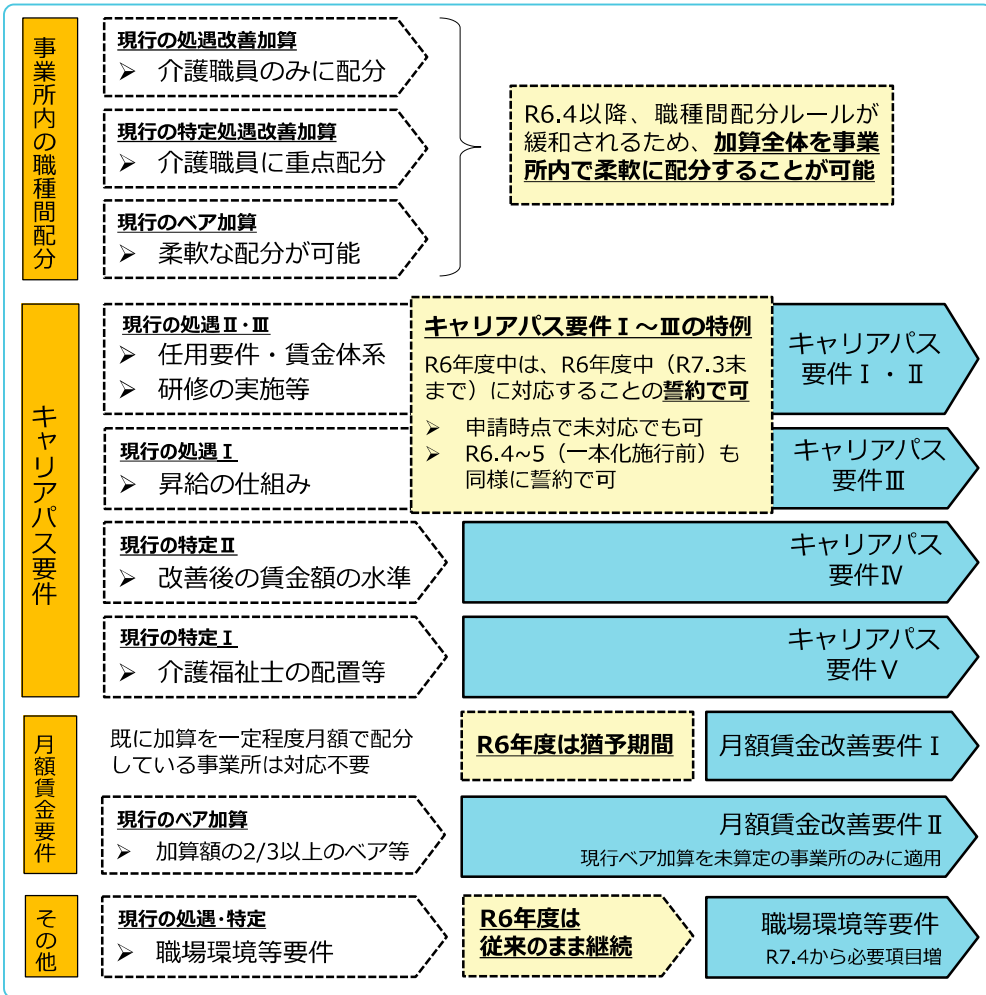 事業所内の職種間配分
現行の処遇改善加算
➢ 介護職員のみに配分
現行の特定処遇改善加算
➢ 介護職員に重点配分
現行のベア加算
➢ 柔軟な配分が可能
R6.4以降、職種間配分ルールが
緩和されるため、加算全体を事業
所内で柔軟に配分することが可能
キャリアパス要件
現行の処遇Ⅱ・Ⅲ
➢ 任用要件・賃金体系
➢ 研修の実施等
キャリアパス要件Ⅰ～Ⅲの特例
R6年度中は、R6年度中（R7.3末
まで）に対応することの誓約で可
➢ 申請時点で未対応でも可
➢ R6.4~5（一本化施行前）も
同様に誓約で可
キャリアパス
要件Ⅰ・Ⅱ
現行の処遇Ⅰ
➢ 昇給の仕組み
キャリアパス
要件Ⅲ
現行の特定Ⅱ
➢ 改善後の賃金額の水準
キャリアパス
要件Ⅳ
現行の特定Ⅰ
➢ 介護福祉士の配置等
キャリアパス
要件Ⅴ
月額賃金要件
既に加算を一定程度月額で配分
している事業所は対応不要
R6年度は猶予期間
月額賃金改善要件Ⅰ
現行のベア加算
➢ 加算額の2/3以上のベア等
月額賃金改善要件Ⅱ
現行ベア加算を未算定の事業所のみに適用
その他
現行の処遇・特定
➢ 職場環境等要件
R6年度は
従来のまま継続
職場環境等要件
R7.4から必要項目増